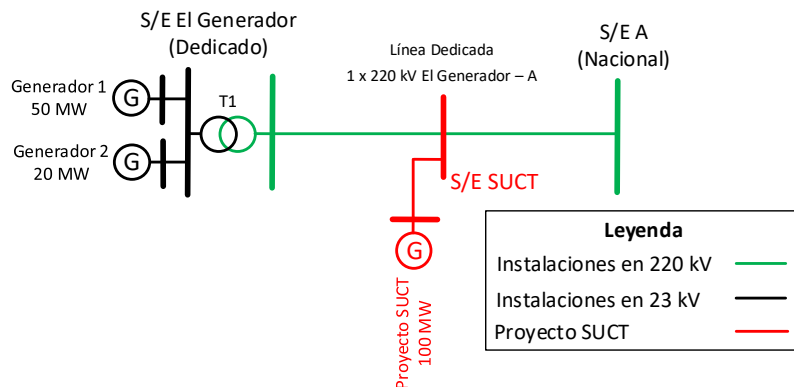 S/E El Generador
(Dedicado)
Línea Dedicada
1 x 220 kV El Generador – A
S/E A
(Nacional)
Generador 1
50 MW
G
T1
Generador 2
20 MW
G
S/E SUCT
G
Proyecto SUCT
100 MW
Leyenda
Instalaciones en 220 kV
Instalaciones en 23 kV
Proyecto SUCT